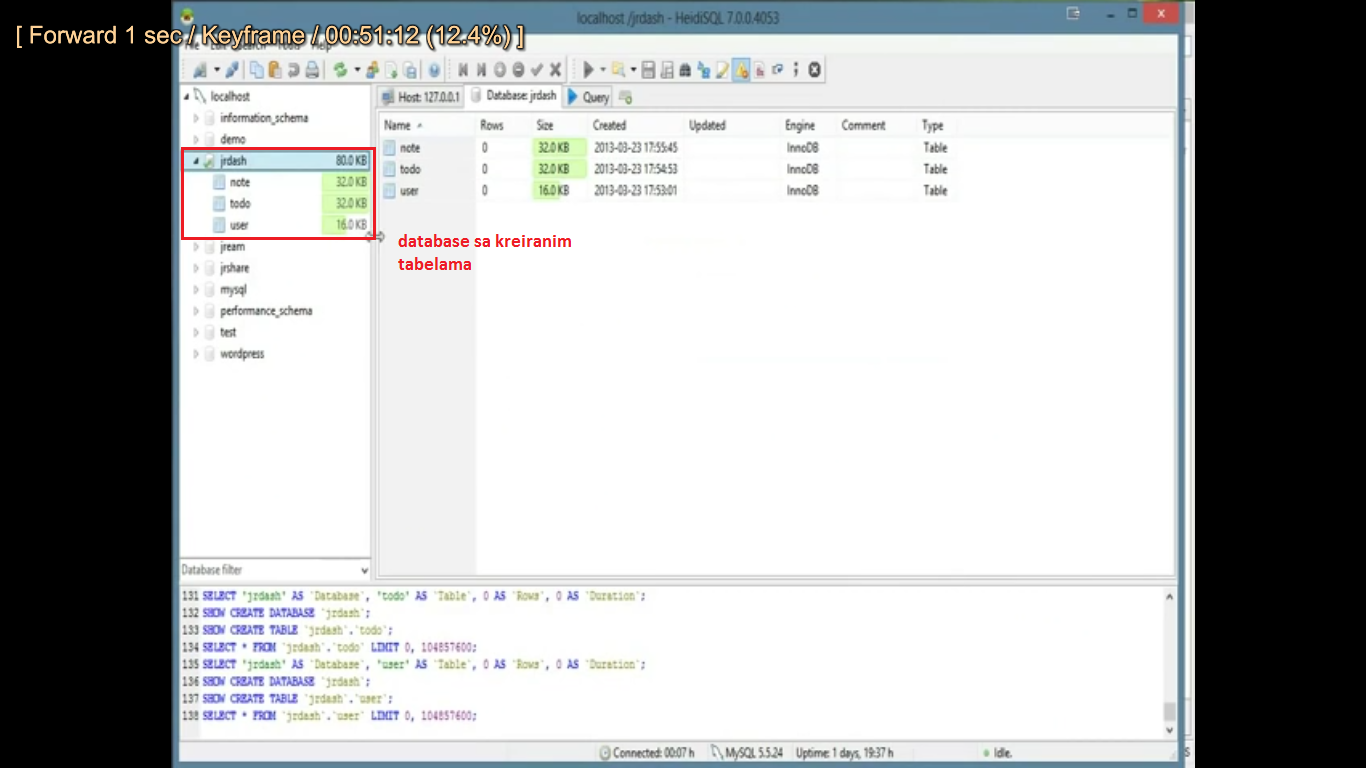 localhost /jrdash - HeidiSQL 7.0.0.4053
[ Forward 1 sec / Keyframe / 00:51:12 (12.4%) ]
localhost
information_schema
demo
jrdash 80.0 KB
note 32.0 KB
todo 32.0 KB
user 16.0 KB
jream
jrshare
mysql
performance_schema
test
wordpress
Database filter
Host: 127.0.0.1 Database: jrdash Query
Name Rows Size Created Updated Engine Comment Type
note 0 32.0 KB 2013-03-23 17:55:45 InnoDB Table
todo 0 32.0 KB 2013-03-23 17:54:53 InnoDB Table
user 0 16.0 KB 2013-03-23 17:53:01 InnoDB Table
database sa kreiranim
tabelama
131 SELECT 'jrdash' AS `Database`, 'todo' AS `Table`, 0 AS `Rows`, 0 AS `Duration`;
132 SHOW CREATE DATABASE `jrdash`;
133 SHOW CREATE TABLE `jrdash`.`todo`;
134 SELECT * FROM `jrdash`.`todo` LIMIT 0, 104857600;
135 SELECT 'jrdash' AS `Database`, 'user' AS `Table`, 0 AS `Rows`, 0 AS `Duration`;
136 SHOW CREATE DATABASE `jrdash`;
137 SHOW CREATE TABLE `jrdash`.`user`;
138 SELECT * FROM `jrdash`.`user` LIMIT 0, 104857600;
Connected: 00:07 h MySQL 5.5.24 Uptime: 1 days, 19:37 h Idle.